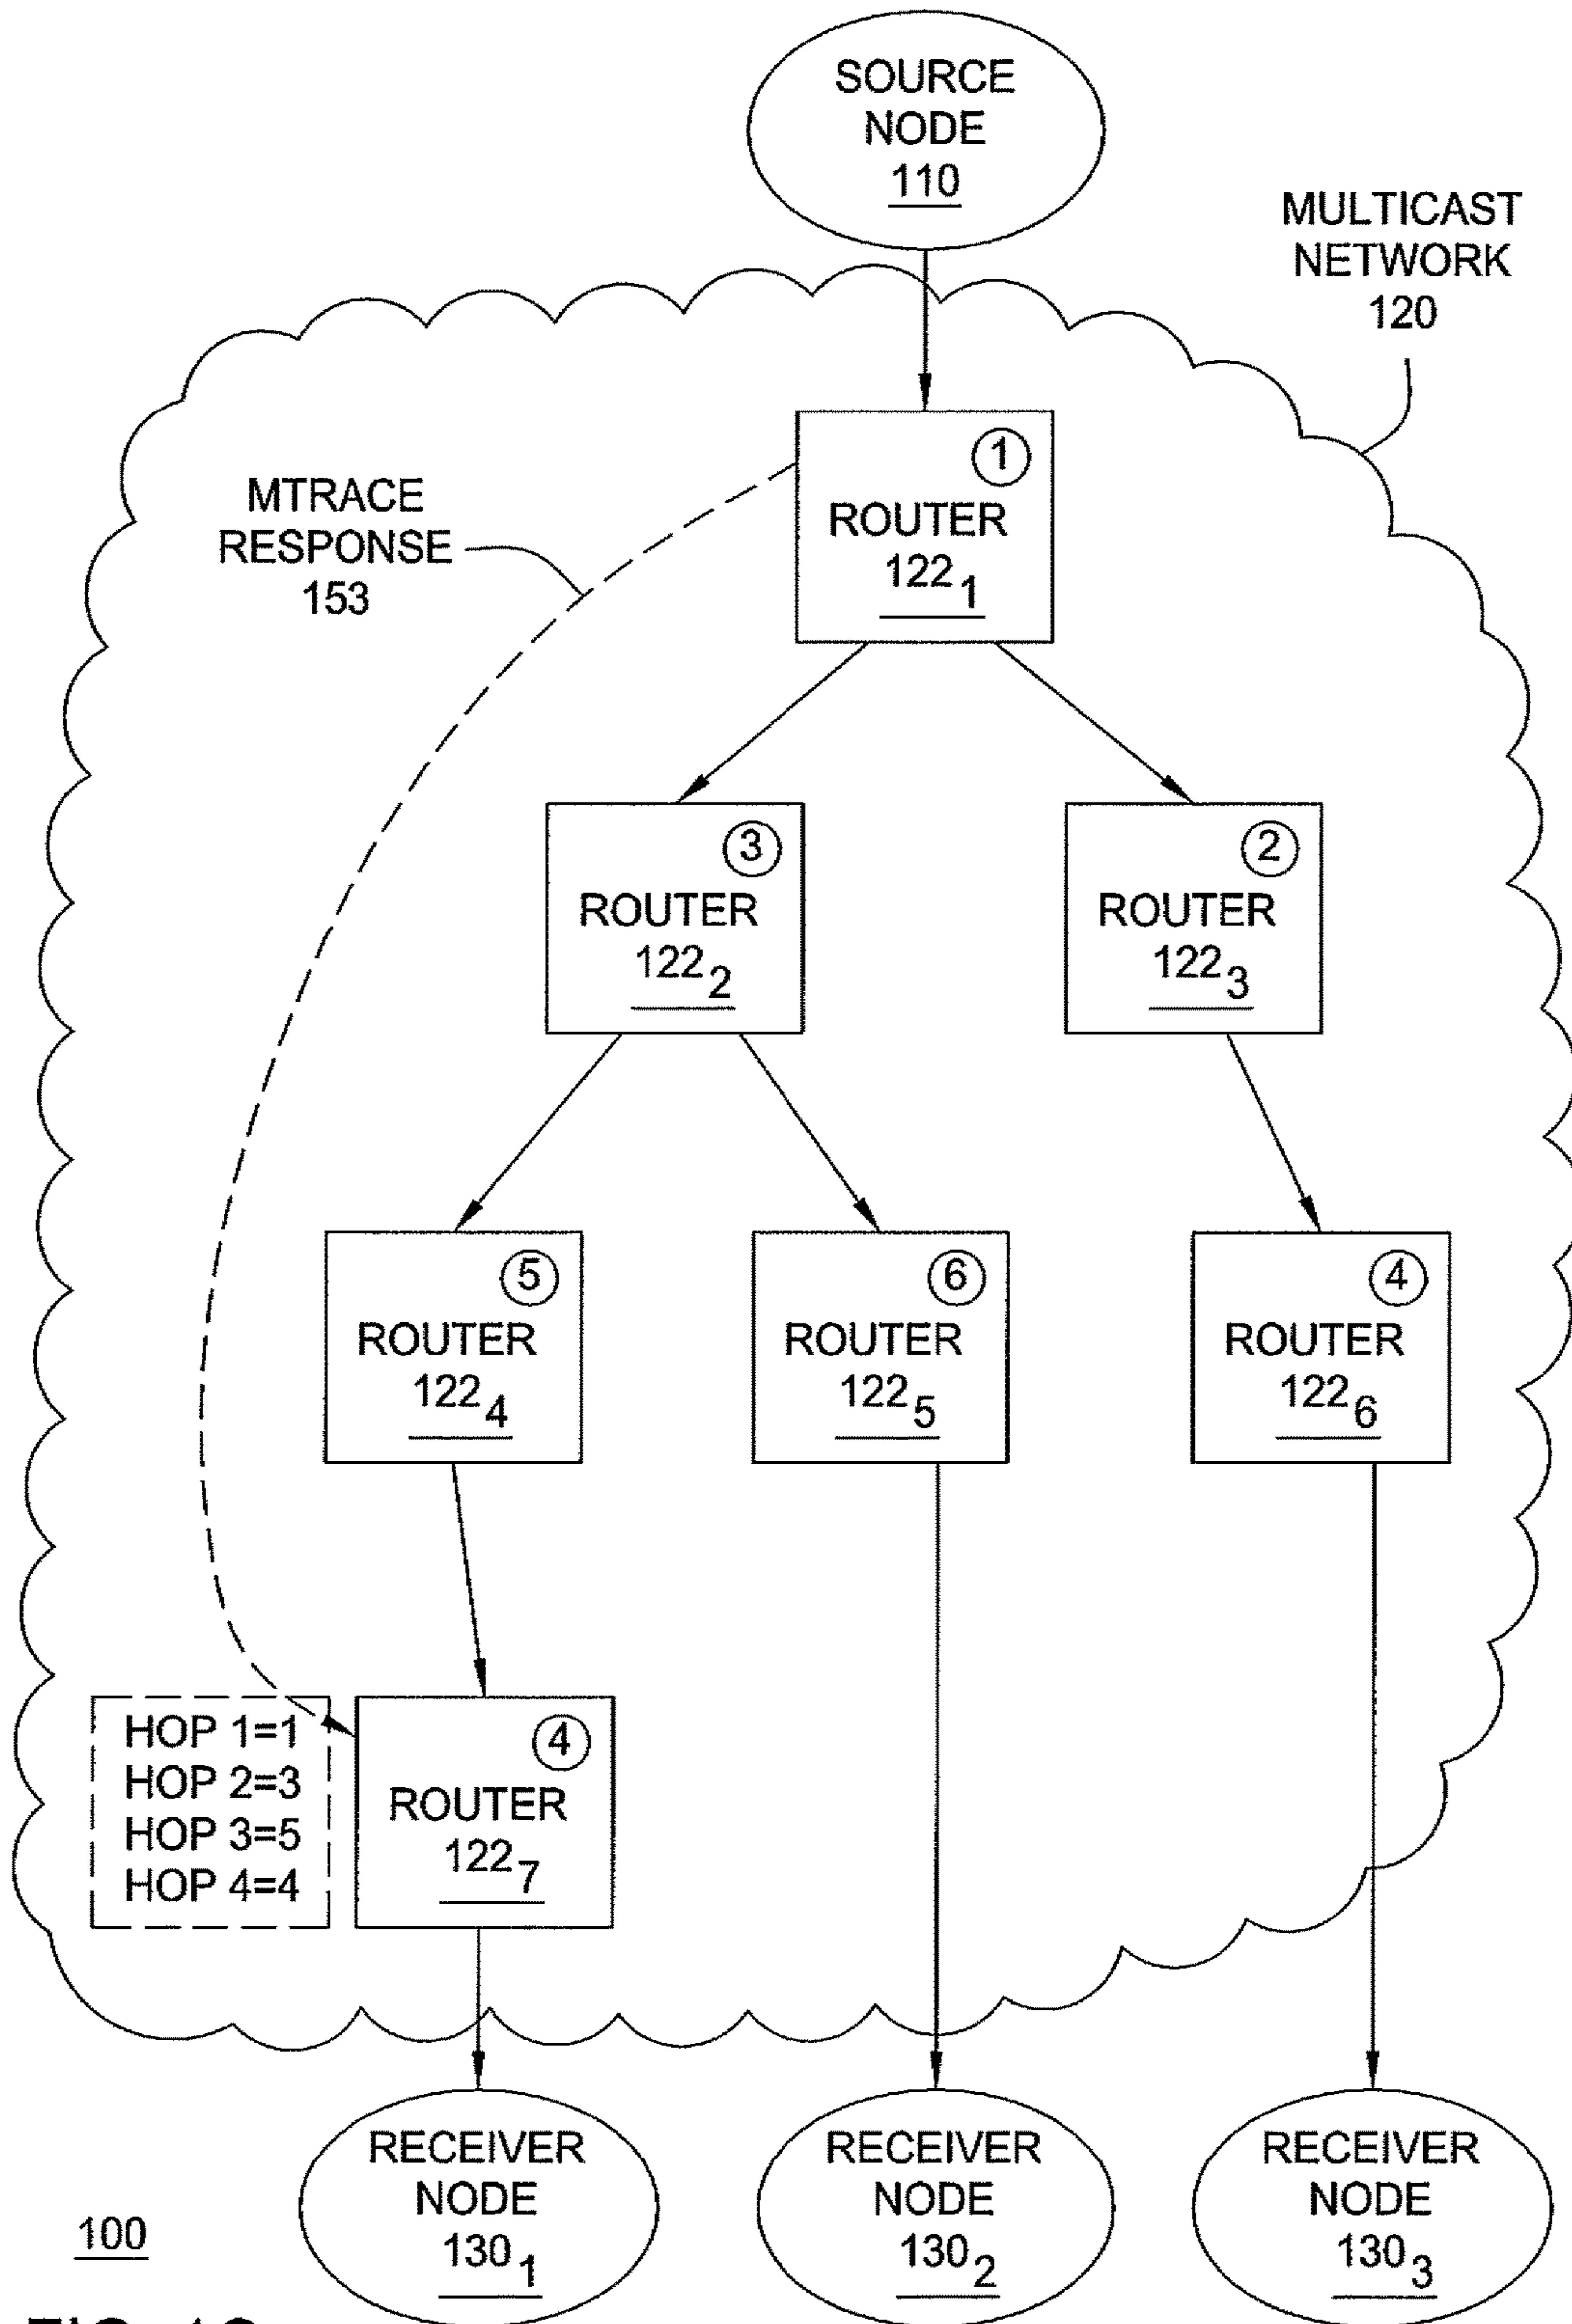 SOURCE
NODE
110
MULTICAST
NETWORK
120
MTRACE
RESPONSE
153
1
ROUTER
122 1
3
ROUTER
122 2
2
ROUTER
122 3
5
ROUTER
122 4
6
ROUTER
122 5
4
ROUTER
122 6
HOP 1=1
HOP 2=3
HOP 3=5
HOP 4=4
4
ROUTER
122 7
RECEIVER
NODE
130 1
RECEIVER
NODE
130 2
RECEIVER
NODE
130 3
100